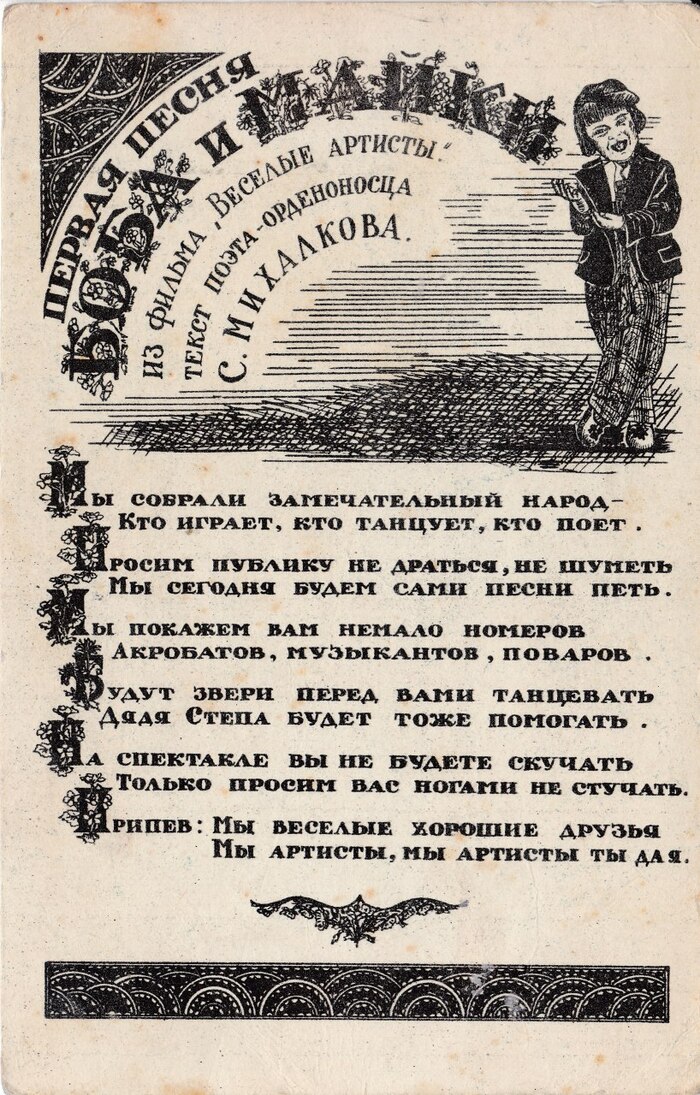 ПЕРВАЯ ПЕСНЯ
БОБА И МАЙКИ
ИЗ ФИЛЬМА „ВЕСЕЛЫЕ АРТИСТЫ."
ТЕКСТ ПОЭТА-ОРДЕНОНОСЦА
С. МИХАЛКОВА.
МЫ СОБРАЛИ ЗАМЕЧАТЕЛЬНЫЙ НАРОД–
КТО ИГРАЕТ, КТО ТАНЦУЕТ, КТО ПОЕТ.
ПРОСИМ ПУБЛИКУ НЕ ДРАТЬСЯ, НЕ ШУМЕТЬ
МЫ СЕГОДНЯ БУДЕМ САМИ ПЕСНИ ПЕТЬ.
МЫ ПОКАЖЕМ ВАМ НЕМАЛО НОМЕРОВ
АКРОБАТОВ, МУЗЫКАНТОВ, ПОВАРОВ.
БУДУТ ЗВЕРИ ПЕРЕД ВАМИ ТАНЦЕВАТЬ
ДЯДЯ СТЕПА БУДЕТ ТОЖЕ ПОМОГАТЬ.
НА СПЕКТАКЛЕ ВЫ НЕ БУДЕТЕ СКУЧАТЬ
ТОЛЬКО ПРОСИМ ВАС НОГАМИ НЕ СТУЧАТЬ.
ПРИПЕВ: МЫ ВЕСЕЛЫЕ ХОРОШИЕ ДРУЗЬЯ
МЫ АРТИСТЫ, МЫ АРТИСТЫ ТЫ ДА Я.